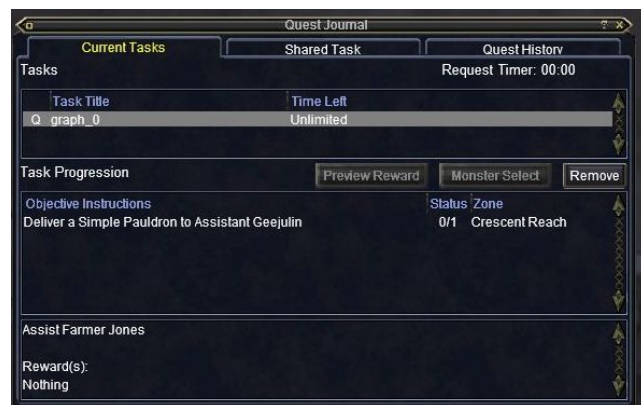 Quest Journal
? X
Current Tasks
Shared Task
Quest History
Tasks
Request Timer: 00:00
Task Title
Time Left
Q graph_0
Unlimited
Task Progression
Preview Reward
Monster Select
Remove
Objective Instructions
Status
Zone
Deliver a Simple Pauldron to Assistant Geejulin
0/1
Crescent Reach
Assist Farmer Jones
Reward(s):
Nothing